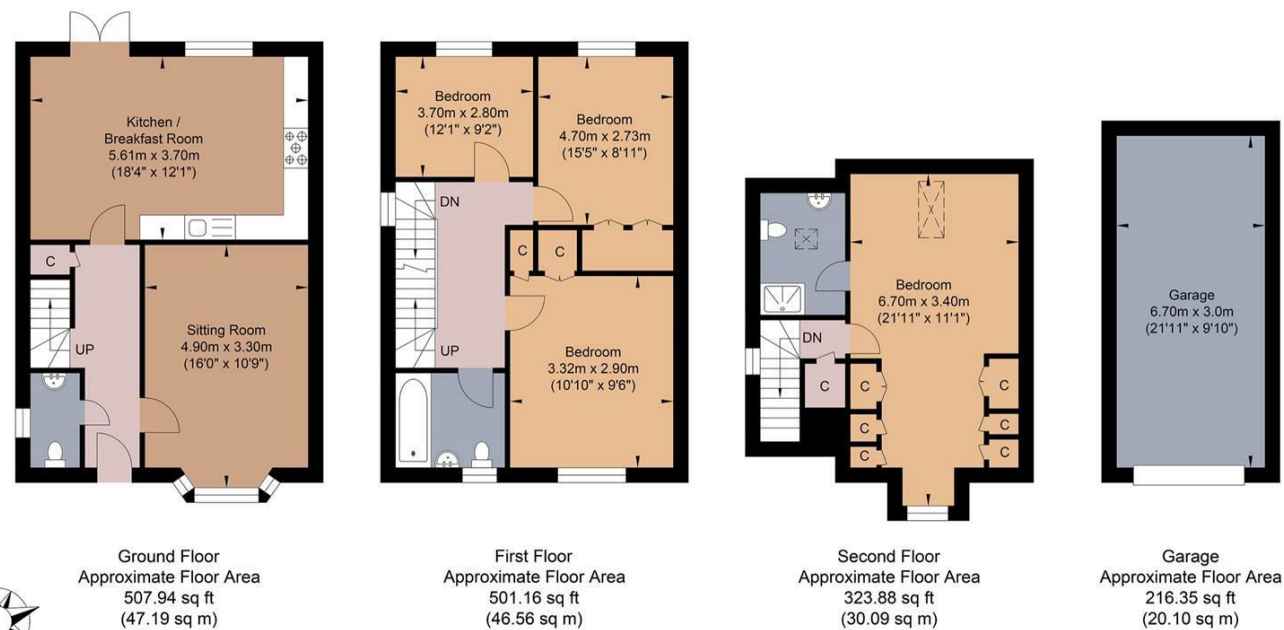 Kitchen /
Breakfast Room
5.61m x 3.70m
(18'4" x 12'1")
C
Sitting Room
4.90m x 3.30m
(16'0" x 10'9")
UP
Ground Floor
Approximate Floor Area
507.94 sq ft
(47.19 sq m)
Bedroom
3.70m x 2.80m
(12'1" x 9'2")
Bedroom
4.70m x 2.73m
(15'5" x 8'11")
DN
C
C
UP
Bedroom
3.32m x 2.90m
(10'10" x 9'6")
First Floor
Approximate Floor Area
501.16 sq ft
(46.56 sq m)
Bedroom
6.70m x 3.40m
(21'11" x 11'1")
DN
C
C
C
C
C
C
C
Second Floor
Approximate Floor Area
323.88 sq ft
(30.09 sq m)
Garage
6.70m x 3.0m
(21'11" x 9'10")
Garage
Approximate Floor Area
216.35 sq ft
(20.10 sq m)